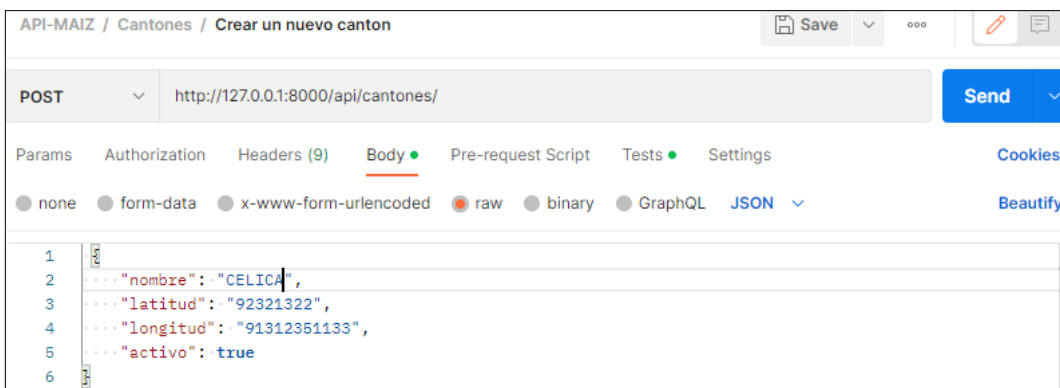 API-MAIZ / Cantones / Crear un nuevo canton Save
POST http://127.0.0.1:8000/api/cantones/ Send
Params Authorization Headers (9) Body Pre-request Script Tests Settings Cookies
none form-data x-www-form-urlencoded raw binary GraphQL JSON Beautify
1 {
2 "nombre": "CELICA",
3 "latitud": "92321322",
4 "longitud": "91312351133",
5 "activo": true
6 }